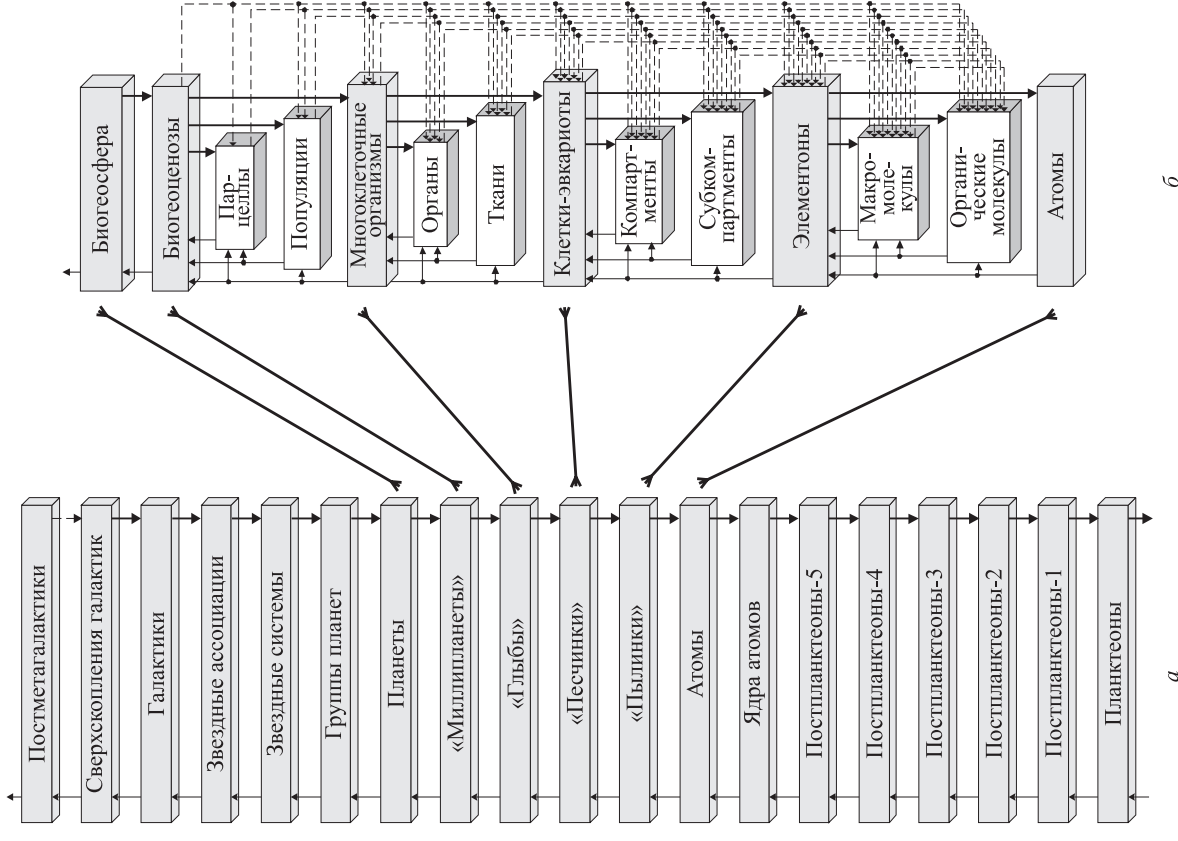 Постметагалактики
Сверхскопления галактик
Галактики
Звездные ассоциации
Звездные системы
Группы планет
Планеты
«Миллипланеты»
«Глыбы»
«Песчинки»
«Пылинки»
Атомы
Ядра атомов
Постпланктеоны-5
Постпланктеоны-4
Постпланктеоны-3
Постпланктеоны-2
Постпланктеоны-1
Планктеоны
а
Биогеосфера
Биогеоценозы
Пар-
целлы
Популяции
Многоклеточные
организмы
Органы
Ткани
Клетки-эвкариоты
Компарт-
менты
Субком-
партменты
Элементоны
Макро-
моле-
кулы
Органи-
ческие
молекулы
Атомы
б